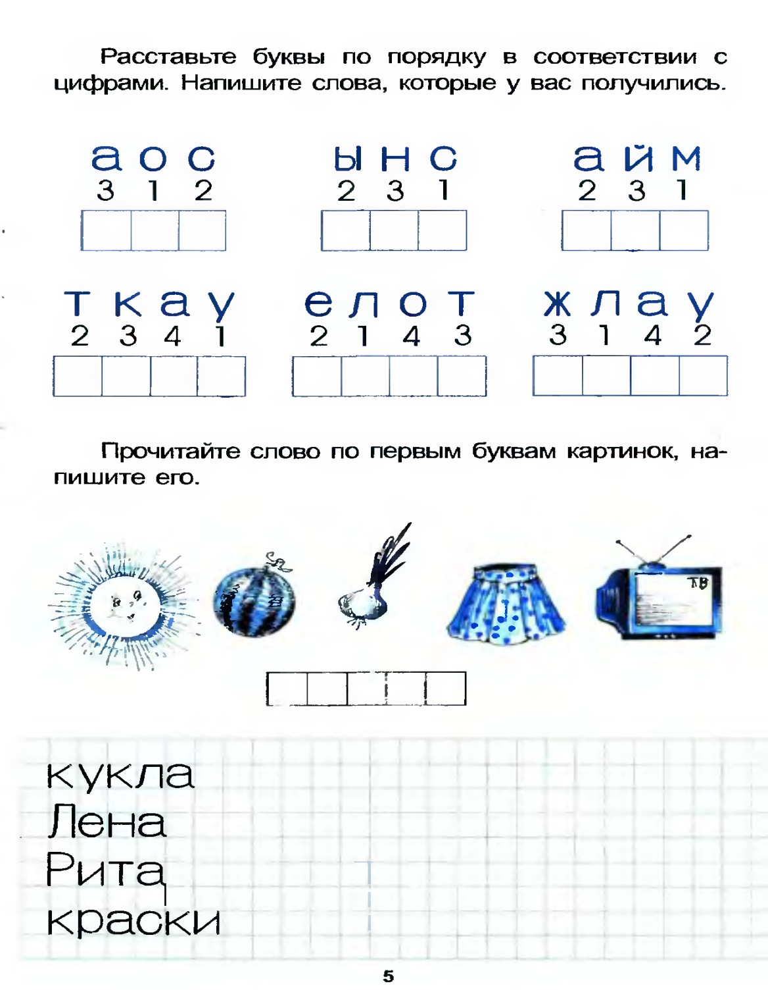 Расставьте буквы по порядку в соответствии с
цифрами. Напишите слова, которые у вас получились.
а о с ы н с а й м
3 1 2 2 3 1 2 3 1
т к а у е л о т ж л а у
2 3 4 1 2 1 4 3 3 1 4 2
Прочитайте слово по первым буквам картинок, на-
пишите его.
ТВ
кукла
Лена
Рита
краски
5